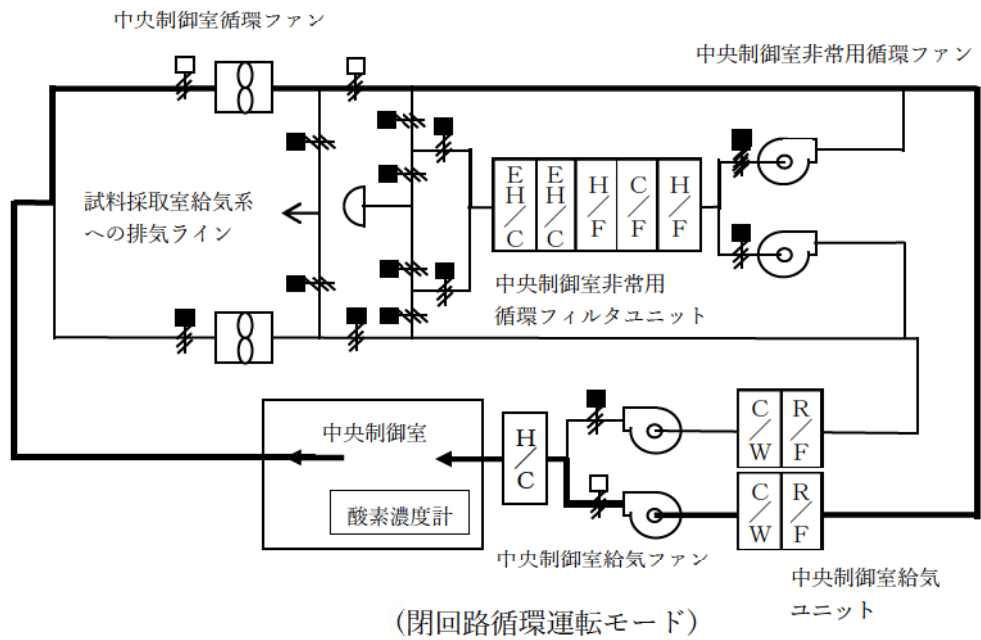 中央制御室循環ファン
中央制御室非常用循環ファン
試料採取室給気系
への排気ライン
EH/C
EH/C
H/F
C/F
H/F
中央制御室非常用
循環フィルタユニット
中央制御室
酸素濃度計
H/C
C/W
R/F
C/W
R/F
中央制御室給気ファン
中央制御室給気
ユニット
(閉回路循環運転モード)